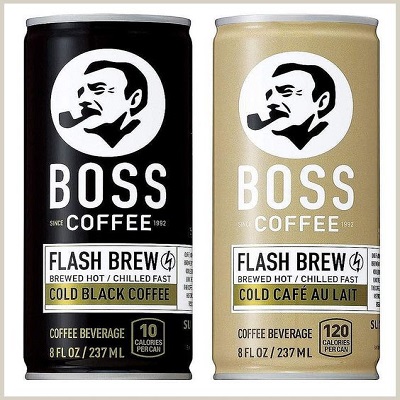 BOSS
SINCE COFFEE 1992
FLASH BREW
BREWED HOT / CHILLED FAST
COLD BLACK COFFEE
COFFEE BEVERAGE
10
CALORIES
PER CAN
8 FL OZ / 237 ML
BOSS
SINCE COFFEE 1992
FLASH BREW
BREWED HOT / CHILLED FAST
COLD CAFÉ AU LAIT
COFFEE BEVERAGE
120
CALORIES
PER CAN
8 FL OZ / 237 ML